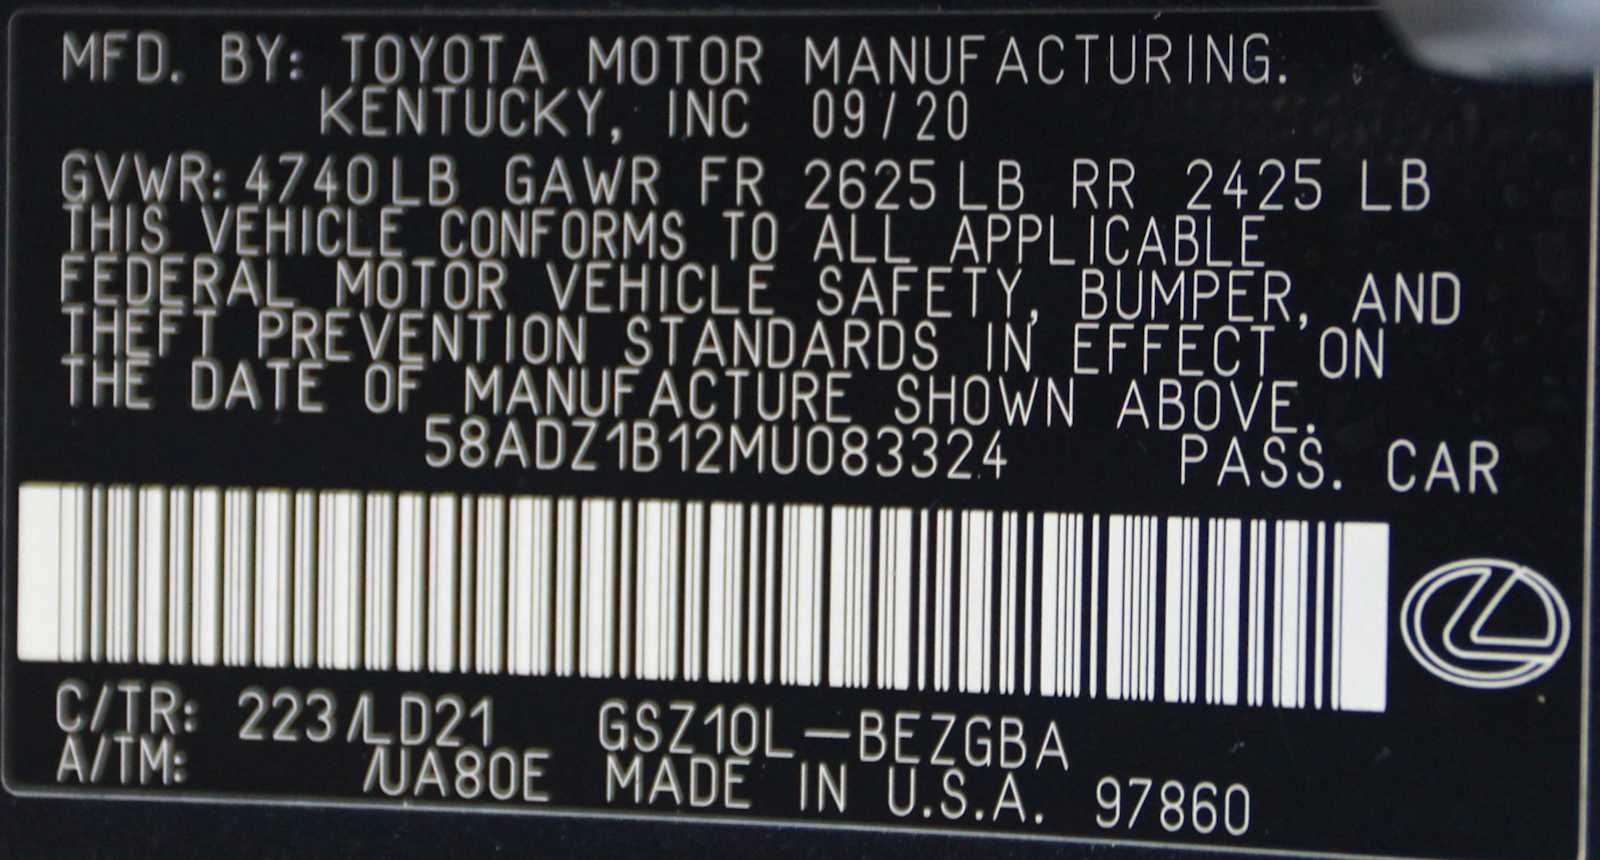 MFD. BY: TOYOTA MOTOR MANUFACTURING.
KENTUCKY, INC 09/20
GVWR: 4740LB GAWR FR 2625LB RR 2425 LB
THIS VEHICLE CONFORMS TO ALL APPLICABLE
FEDERAL MOTOR VEHICLE SAFETY, BUMPER, AND
THEFT PREVENTION STANDARDS IN EFFECT ON
THE DATE OF MANUFACTURE SHOWN ABOVE.
58ADZ1B12MU083324 PASS. CAR
C/TR: 223/LD21 GSZ10L-BEZGBA
A/TM: /UA80E MADE IN U.S.A. 97860